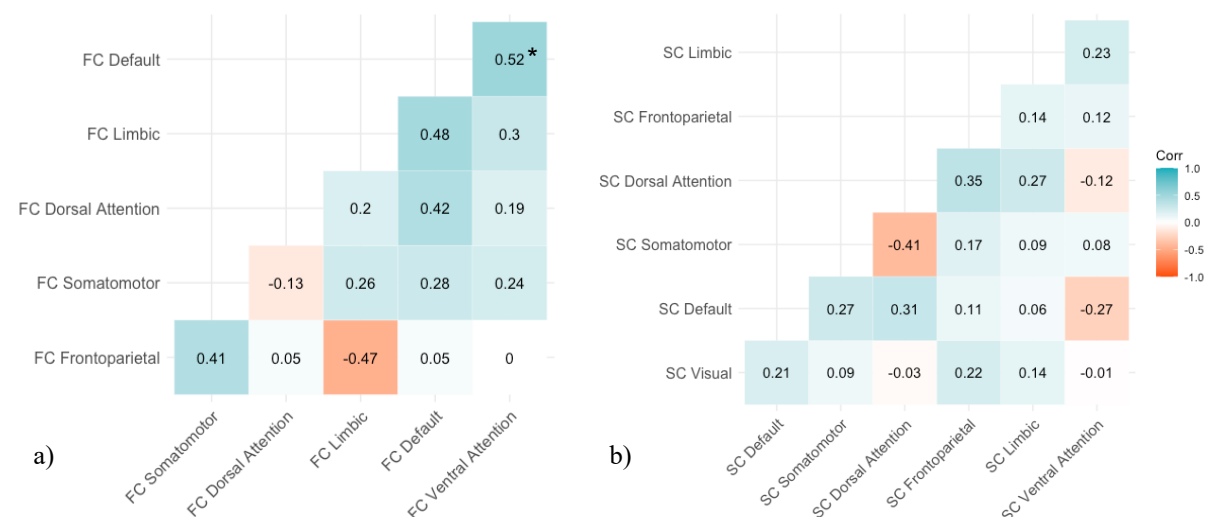 FC Default
0.52 *
FC Limbic
0.48 0.3
FC Dorsal Attention
0.2 0.42 0.19
FC Somatomotor
-0.13 0.26 0.28 0.24
FC Frontoparietal
0.41 0.05 -0.47 0.05 0
FC Somatomotor
FC Dorsal Attention
FC Limbic
FC Default
FC Ventral Attention
a)
SC Limbic
0.23
SC Frontoparietal
0.14 0.12
SC Dorsal Attention
0.35 0.27 -0.12
SC Somatomotor
-0.41 0.17 0.09 0.08
SC Default
0.27 0.31 0.11 0.06 -0.27
SC Visual
0.21 0.09 -0.03 0.22 0.14 -0.01
SC Default
SC Somatomotor
SC Dorsal Attention
SC Frontoparietal
SC Limbic
SC Ventral Attention
b)
Corr
1.0
0.5
0.0
-0.5
-1.0